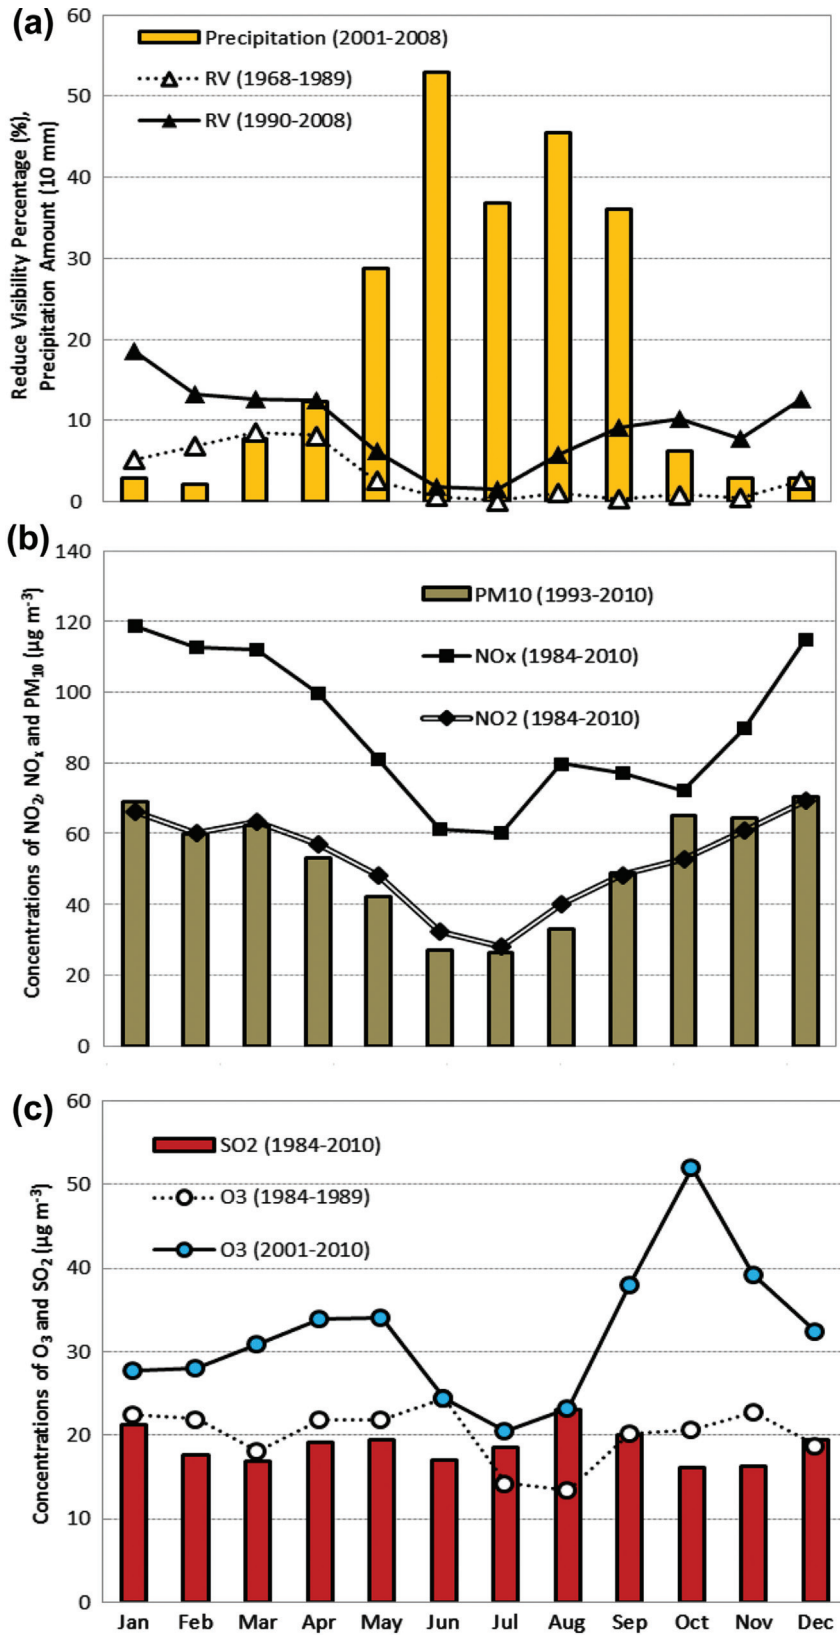 (a)
60
50
40
30
20
10
0
Reduce Visibility Percentage (%),
Precipitation Amount (10 mm)
Precipitation (2001-2008)
RV (1968-1989)
RV (1990-2008)
(b)
140
120
100
80
60
40
20
0
Concentrations of NO2, NOx and PM10 (µg m-3)
PM10 (1993-2010)
NOx (1984-2010)
NO2 (1984-2010)
(c)
60
50
40
30
20
10
0
Concentrations of O3 and SO2 (µg m-3)
SO2 (1984-2010)
O3 (1984-1989)
O3 (2001-2010)
Jan Feb Mar Apr May Jun Jul Aug Sep Oct Nov Dec